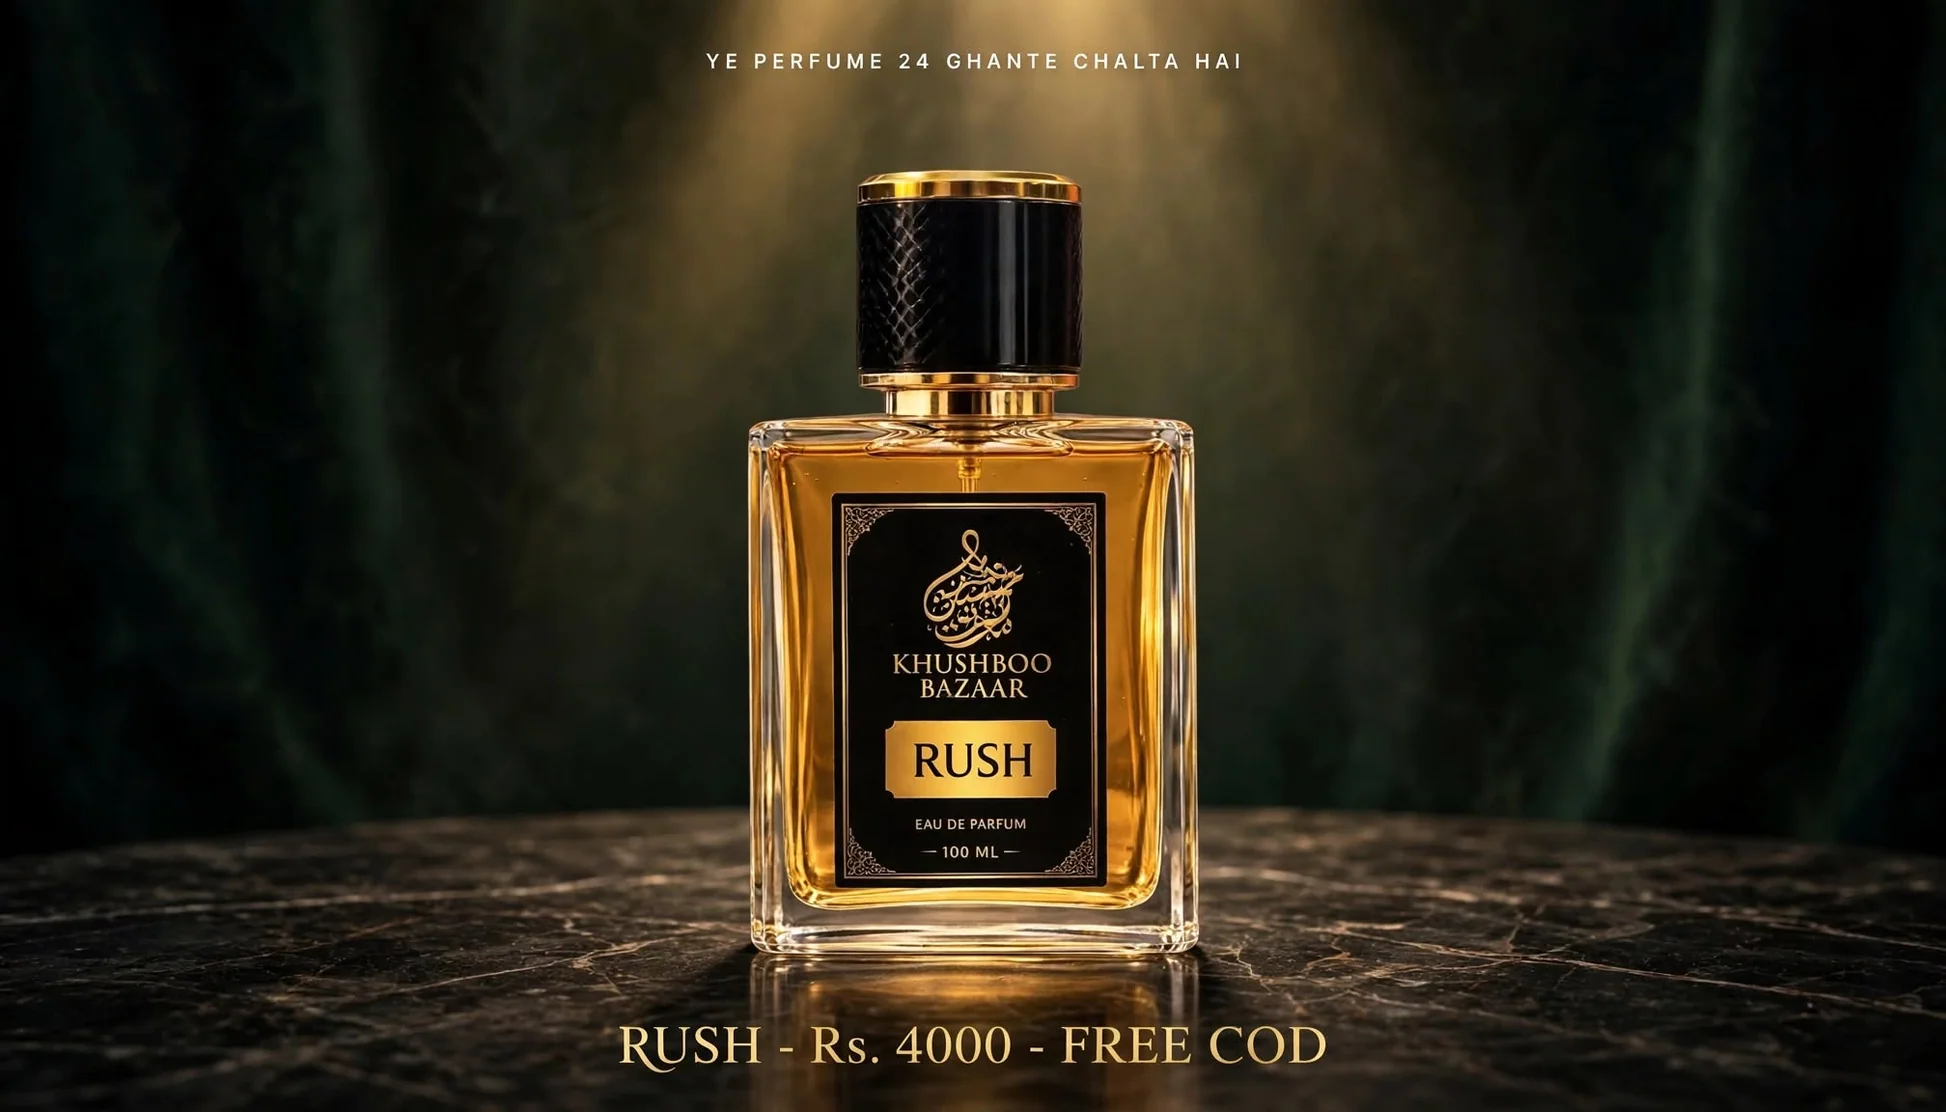 YE PERFUME 24 GHANTE CHALTA HAI
KHUSHBOO
BAZAAR
RUSH
EAU DE PARFUM
100 ML
RUSH - Rs. 4000 - FREE COD